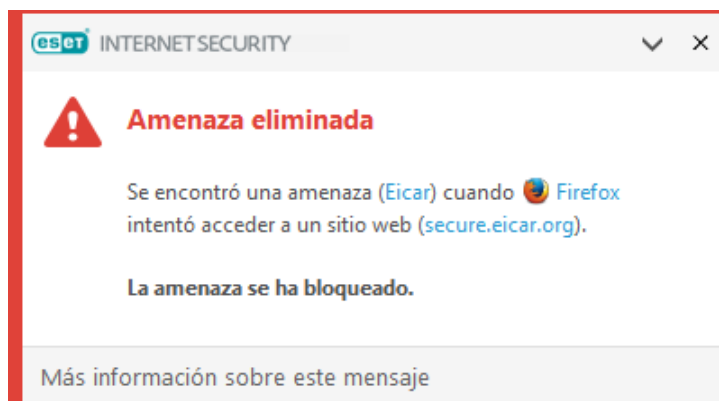 eset INTERNET SECURITY
Amenaza eliminada
Se encontró una amenaza (Eicar) cuando Firefox
intentó acceder a un sitio web (secure.eicar.org).
La amenaza se ha bloqueado.
Más información sobre este mensaje